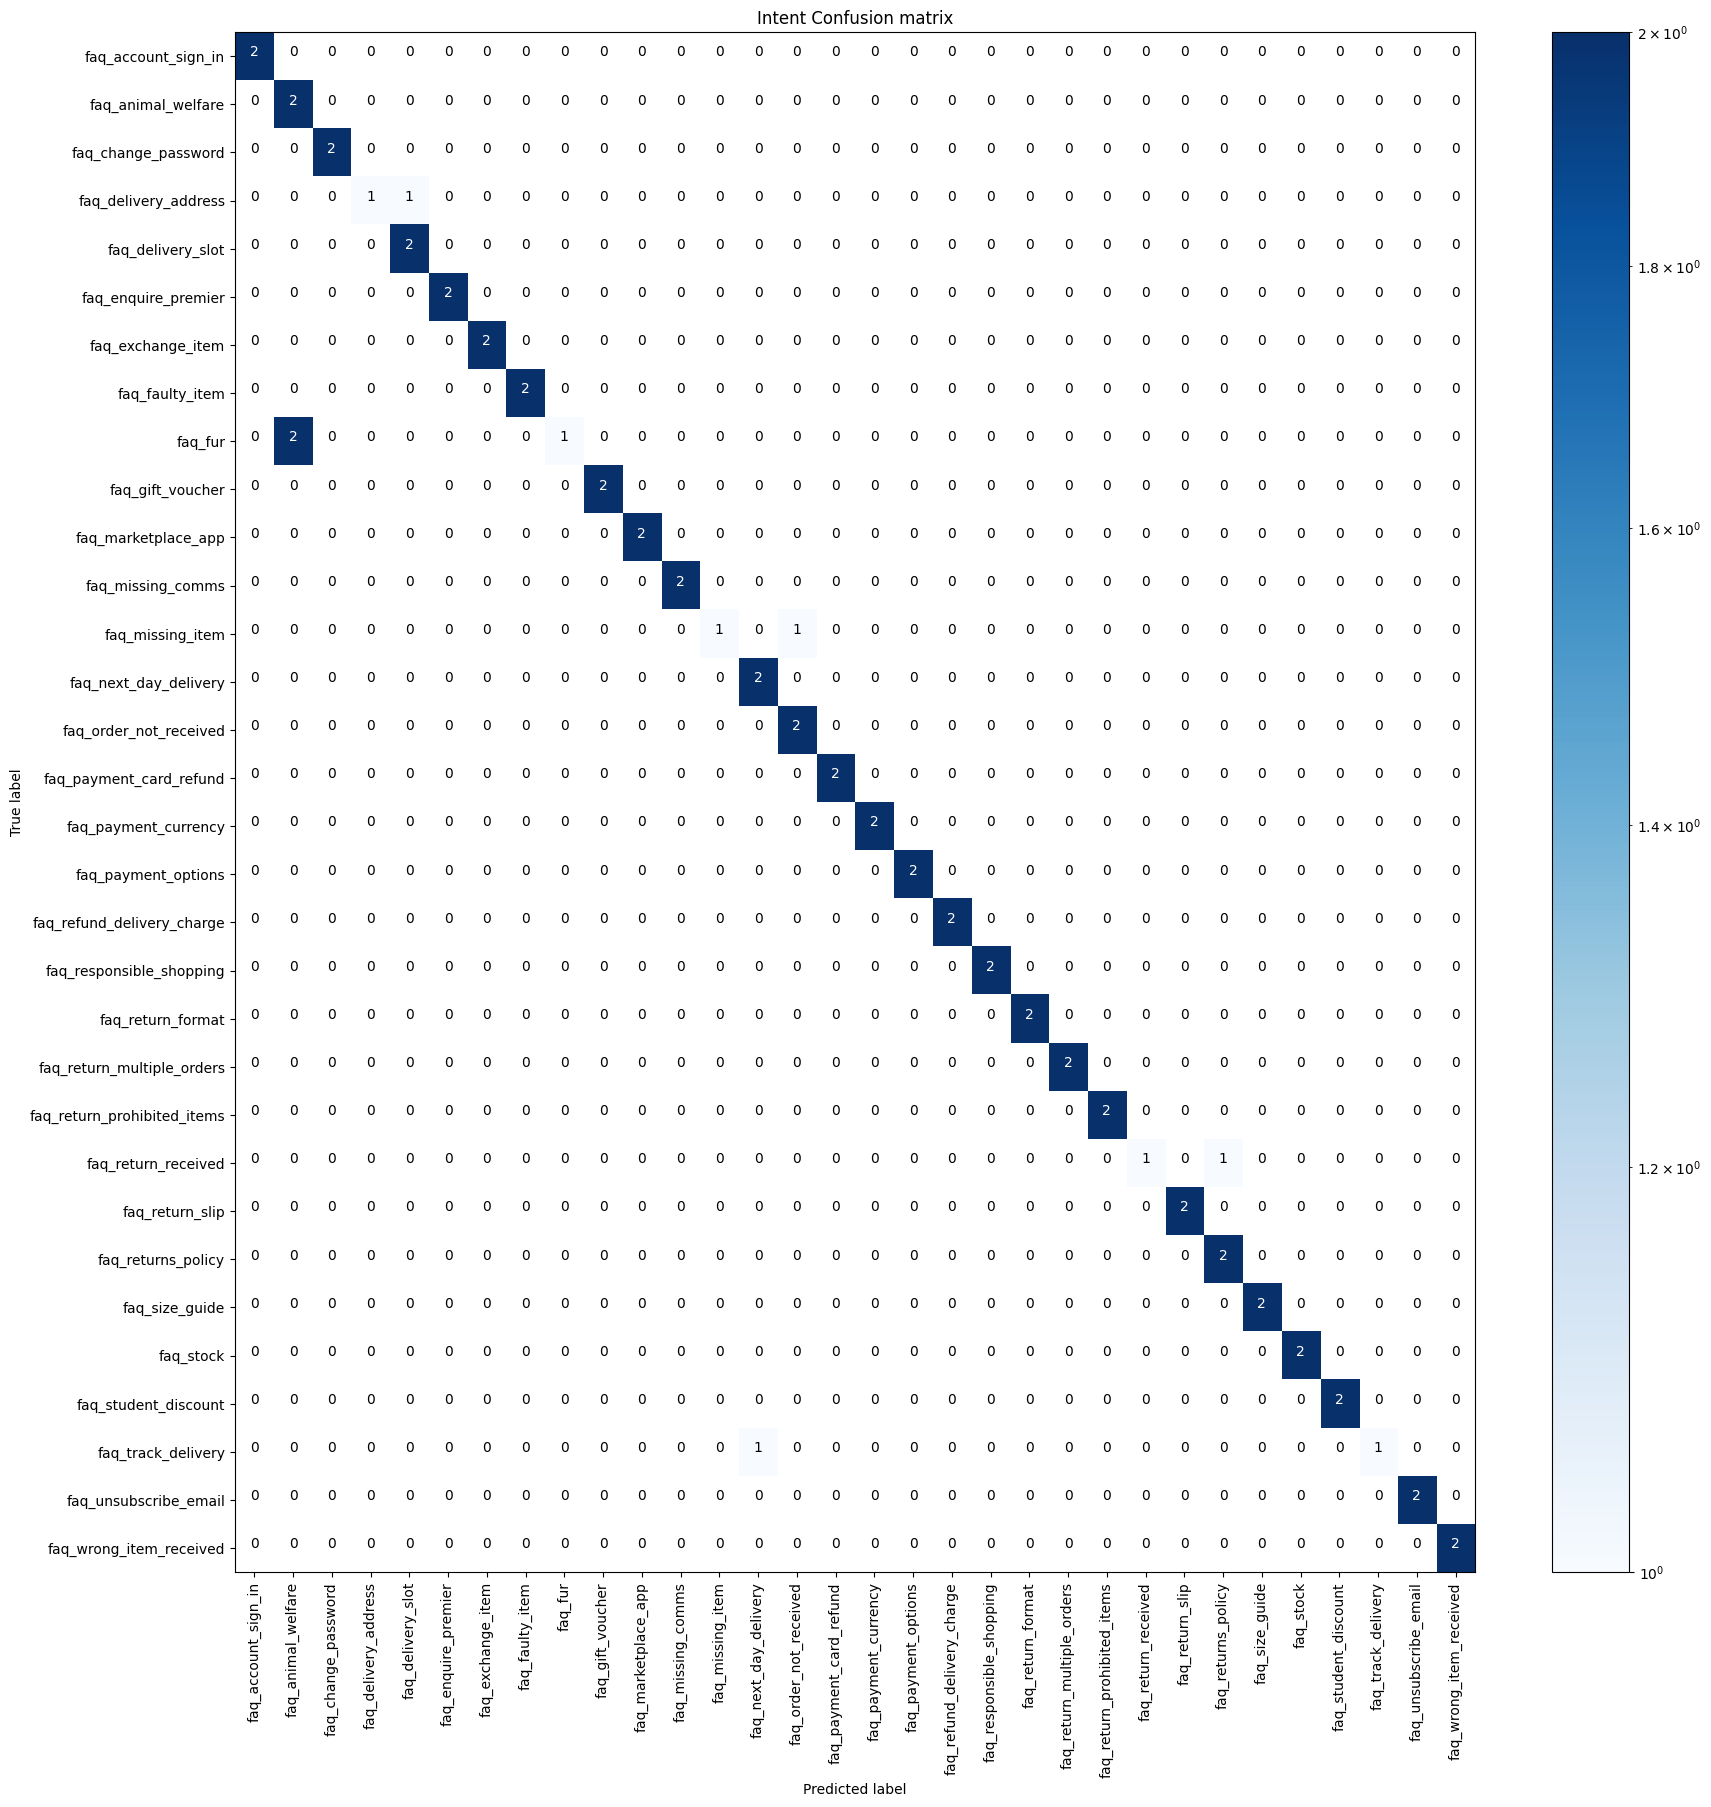 Intent Confusion matrix
faq_account_sign_in 2 0 0 0 0 0 0 0 0 0 0 0 0 0 0 0 0 0 0 0 0 0 0 0 0 0 0 0 0 0 0 0
2 × 10⁰
faq_animal_welfare 0 2 0 0 0 0 0 0 0 0 0 0 0 0 0 0 0 0 0 0 0 0 0 0 0 0 0 0 0 0 0 0
faq_change_password 0 0 2 0 0 0 0 0 0 0 0 0 0 0 0 0 0 0 0 0 0 0 0 0 0 0 0 0 0 0 0 0
faq_delivery_address 0 0 0 1 1 0 0 0 0 0 0 0 0 0 0 0 0 0 0 0 0 0 0 0 0 0 0 0 0 0 0 0
faq_delivery_slot 0 0 0 0 2 0 0 0 0 0 0 0 0 0 0 0 0 0 0 0 0 0 0 0 0 0 0 0 0 0 0 0
1.8 × 10⁰
faq_enquire_premier 0 0 0 0 0 2 0 0 0 0 0 0 0 0 0 0 0 0 0 0 0 0 0 0 0 0 0 0 0 0 0 0
faq_exchange_item 0 0 0 0 0 0 2 0 0 0 0 0 0 0 0 0 0 0 0 0 0 0 0 0 0 0 0 0 0 0 0 0
faq_faulty_item 0 0 0 0 0 0 0 2 0 0 0 0 0 0 0 0 0 0 0 0 0 0 0 0 0 0 0 0 0 0 0 0
faq_fur 0 2 0 0 0 0 0 0 1 0 0 0 0 0 0 0 0 0 0 0 0 0 0 0 0 0 0 0 0 0 0 0
faq_gift_voucher 0 0 0 0 0 0 0 0 0 2 0 0 0 0 0 0 0 0 0 0 0 0 0 0 0 0 0 0 0 0 0 0
faq_marketplace_app 0 0 0 0 0 0 0 0 0 0 2 0 0 0 0 0 0 0 0 0 0 0 0 0 0 0 0 0 0 0 0 0
1.6 × 10⁰
faq_missing_comms 0 0 0 0 0 0 0 0 0 0 0 2 0 0 0 0 0 0 0 0 0 0 0 0 0 0 0 0 0 0 0 0
faq_missing_item 0 0 0 0 0 0 0 0 0 0 0 0 1 0 1 0 0 0 0 0 0 0 0 0 0 0 0 0 0 0 0 0
faq_next_day_delivery 0 0 0 0 0 0 0 0 0 0 0 0 0 2 0 0 0 0 0 0 0 0 0 0 0 0 0 0 0 0 0 0
faq_order_not_received 0 0 0 0 0 0 0 0 0 0 0 0 0 0 2 0 0 0 0 0 0 0 0 0 0 0 0 0 0 0 0 0
faq_payment_card_refund 0 0 0 0 0 0 0 0 0 0 0 0 0 0 0 2 0 0 0 0 0 0 0 0 0 0 0 0 0 0 0 0
True label
faq_payment_currency 0 0 0 0 0 0 0 0 0 0 0 0 0 0 0 0 2 0 0 0 0 0 0 0 0 0 0 0 0 0 0 0
1.4 × 10⁰
faq_payment_options 0 0 0 0 0 0 0 0 0 0 0 0 0 0 0 0 0 2 0 0 0 0 0 0 0 0 0 0 0 0 0 0
faq_refund_delivery_charge 0 0 0 0 0 0 0 0 0 0 0 0 0 0 0 0 0 0 2 0 0 0 0 0 0 0 0 0 0 0 0 0
faq_responsible_shopping 0 0 0 0 0 0 0 0 0 0 0 0 0 0 0 0 0 0 0 2 0 0 0 0 0 0 0 0 0 0 0 0
faq_return_format 0 0 0 0 0 0 0 0 0 0 0 0 0 0 0 0 0 0 0 0 2 0 0 0 0 0 0 0 0 0 0 0
faq_return_multiple_orders 0 0 0 0 0 0 0 0 0 0 0 0 0 0 0 0 0 0 0 0 0 2 0 0 0 0 0 0 0 0 0 0
faq_return_prohibited_items 0 0 0 0 0 0 0 0 0 0 0 0 0 0 0 0 0 0 0 0 0 0 2 0 0 0 0 0 0 0 0 0
faq_return_received 0 0 0 0 0 0 0 0 0 0 0 0 0 0 0 0 0 0 0 0 0 0 0 1 0 1 0 0 0 0 0 0
1.2 × 10⁰
faq_return_slip 0 0 0 0 0 0 0 0 0 0 0 0 0 0 0 0 0 0 0 0 0 0 0 0 2 0 0 0 0 0 0 0
faq_returns_policy 0 0 0 0 0 0 0 0 0 0 0 0 0 0 0 0 0 0 0 0 0 0 0 0 0 2 0 0 0 0 0 0
faq_size_guide 0 0 0 0 0 0 0 0 0 0 0 0 0 0 0 0 0 0 0 0 0 0 0 0 0 0 2 0 0 0 0 0
faq_stock 0 0 0 0 0 0 0 0 0 0 0 0 0 0 0 0 0 0 0 0 0 0 0 0 0 0 0 2 0 0 0 0
faq_student_discount 0 0 0 0 0 0 0 0 0 0 0 0 0 0 0 0 0 0 0 0 0 0 0 0 0 0 0 0 2 0 0 0
faq_track_delivery 0 0 0 0 0 0 0 0 0 0 0 0 0 1 0 0 0 0 0 0 0 0 0 0 0 0 0 0 0 1 0 0
faq_unsubscribe_email 0 0 0 0 0 0 0 0 0 0 0 0 0 0 0 0 0 0 0 0 0 0 0 0 0 0 0 0 0 0 2 0
faq_wrong_item_received 0 0 0 0 0 0 0 0 0 0 0 0 0 0 0 0 0 0 0 0 0 0 0 0 0 0 0 0 0 0 0 2
10⁰
faq_account_sign_in
faq_animal_welfare
faq_change_password
faq_delivery_address
faq_delivery_slot
faq_enquire_premier
faq_exchange_item
faq_faulty_item
faq_fur
faq_gift_voucher
faq_marketplace_app
faq_missing_comms
faq_missing_item
faq_next_day_delivery
faq_order_not_received
faq_payment_card_refund
faq_payment_currency
faq_payment_options
faq_refund_delivery_charge
faq_responsible_shopping
faq_return_format
faq_return_multiple_orders
faq_return_prohibited_items
faq_return_received
faq_return_slip
faq_returns_policy
faq_size_guide
faq_stock
faq_student_discount
faq_track_delivery
faq_unsubscribe_email
faq_wrong_item_received
Predicted label